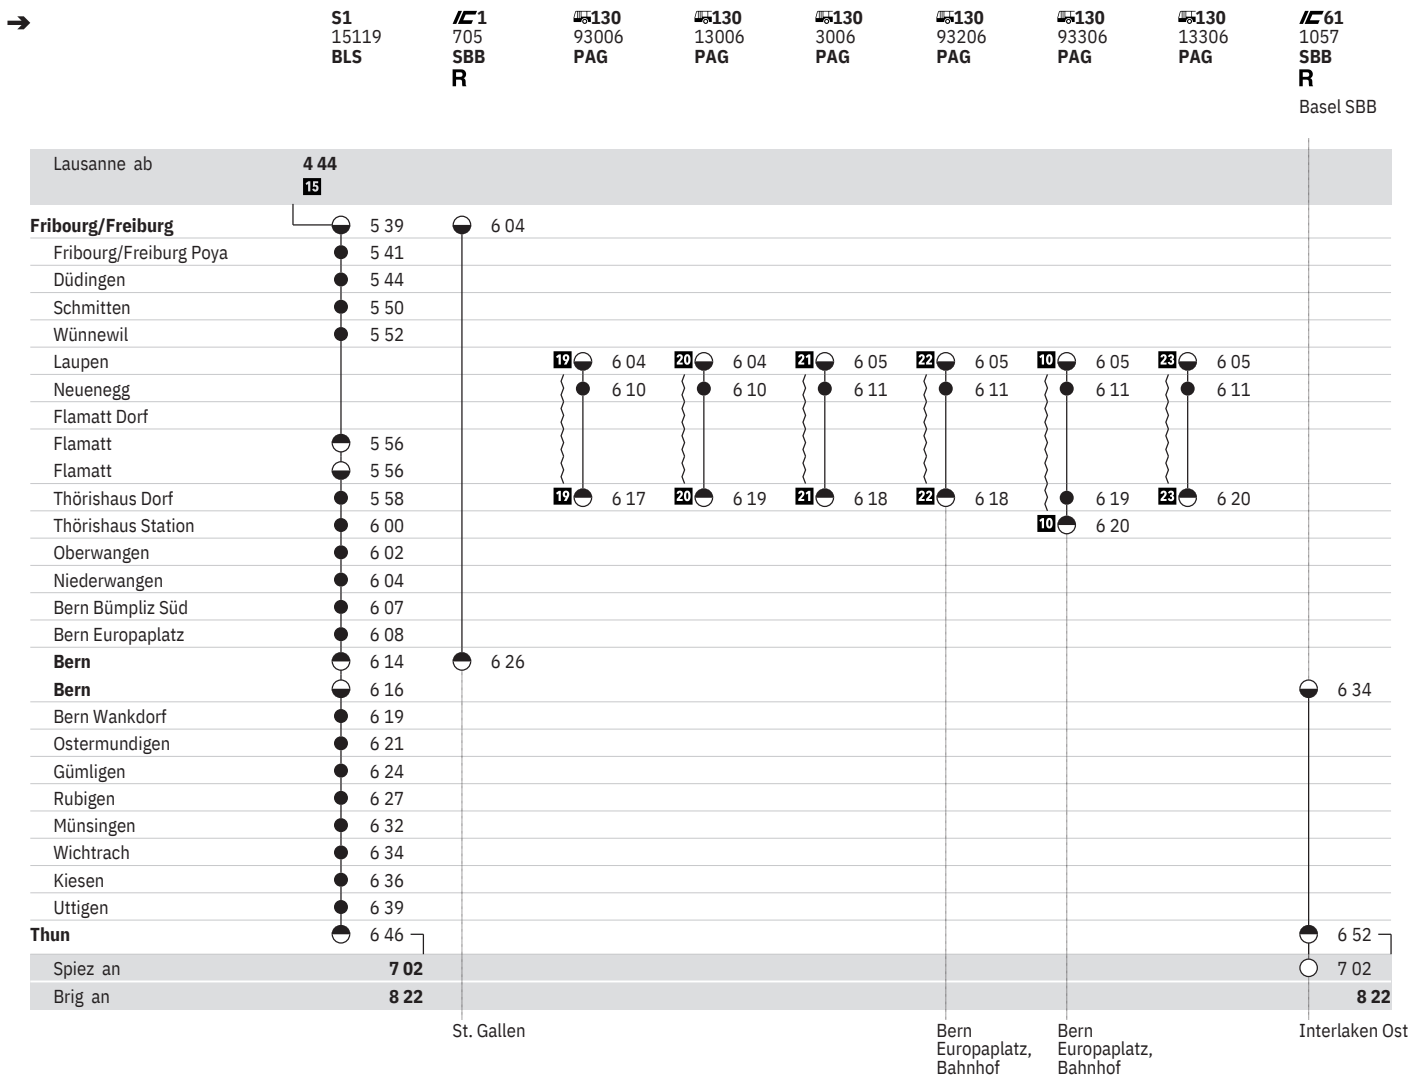 ➔ S1 IC1 130 130 130 130 130 130 IC61
15119 705 93006 13006 3006 93206 93306 13306 1057
BLS SBB PAG PAG PAG PAG PAG PAG SBB
R R
Basel SBB
Lausanne ab 4 44
15
Fribourg/Freiburg 5 39 6 04
Fribourg/Freiburg Poya 5 41
Düdingen 5 44
Schmitten 5 50
Wünnewil 5 52
Laupen 19 6 04 20 6 04 21 6 05 22 6 05 10 6 05 23 6 05
Neuenegg 6 10 6 10 6 11 6 11 6 11 6 11
Flamatt Dorf
Flamatt 5 56
Flamatt 5 56
Thörishaus Dorf 5 58 19 6 17 20 6 19 21 6 18 22 6 18 6 19 23 6 20
Thörishaus Station 6 00 10 6 20
Oberwangen 6 02
Niederwangen 6 04
Bern Bümpliz Süd 6 07
Bern Europaplatz 6 08
Bern 6 14 6 26
Bern 6 16 6 34
Bern Wankdorf 6 19
Ostermundigen 6 21
Gümligen 6 24
Rubigen 6 27
Münsingen 6 32
Wichtrach 6 34
Kiesen 6 36
Uttigen 6 39
Thun 6 46 6 52
Spiez an 7 02 7 02
Brig an 8 22 8 22
St. Gallen Bern Bern Interlaken Ost
Europaplatz, Europaplatz,
Bahnhof Bahnhof